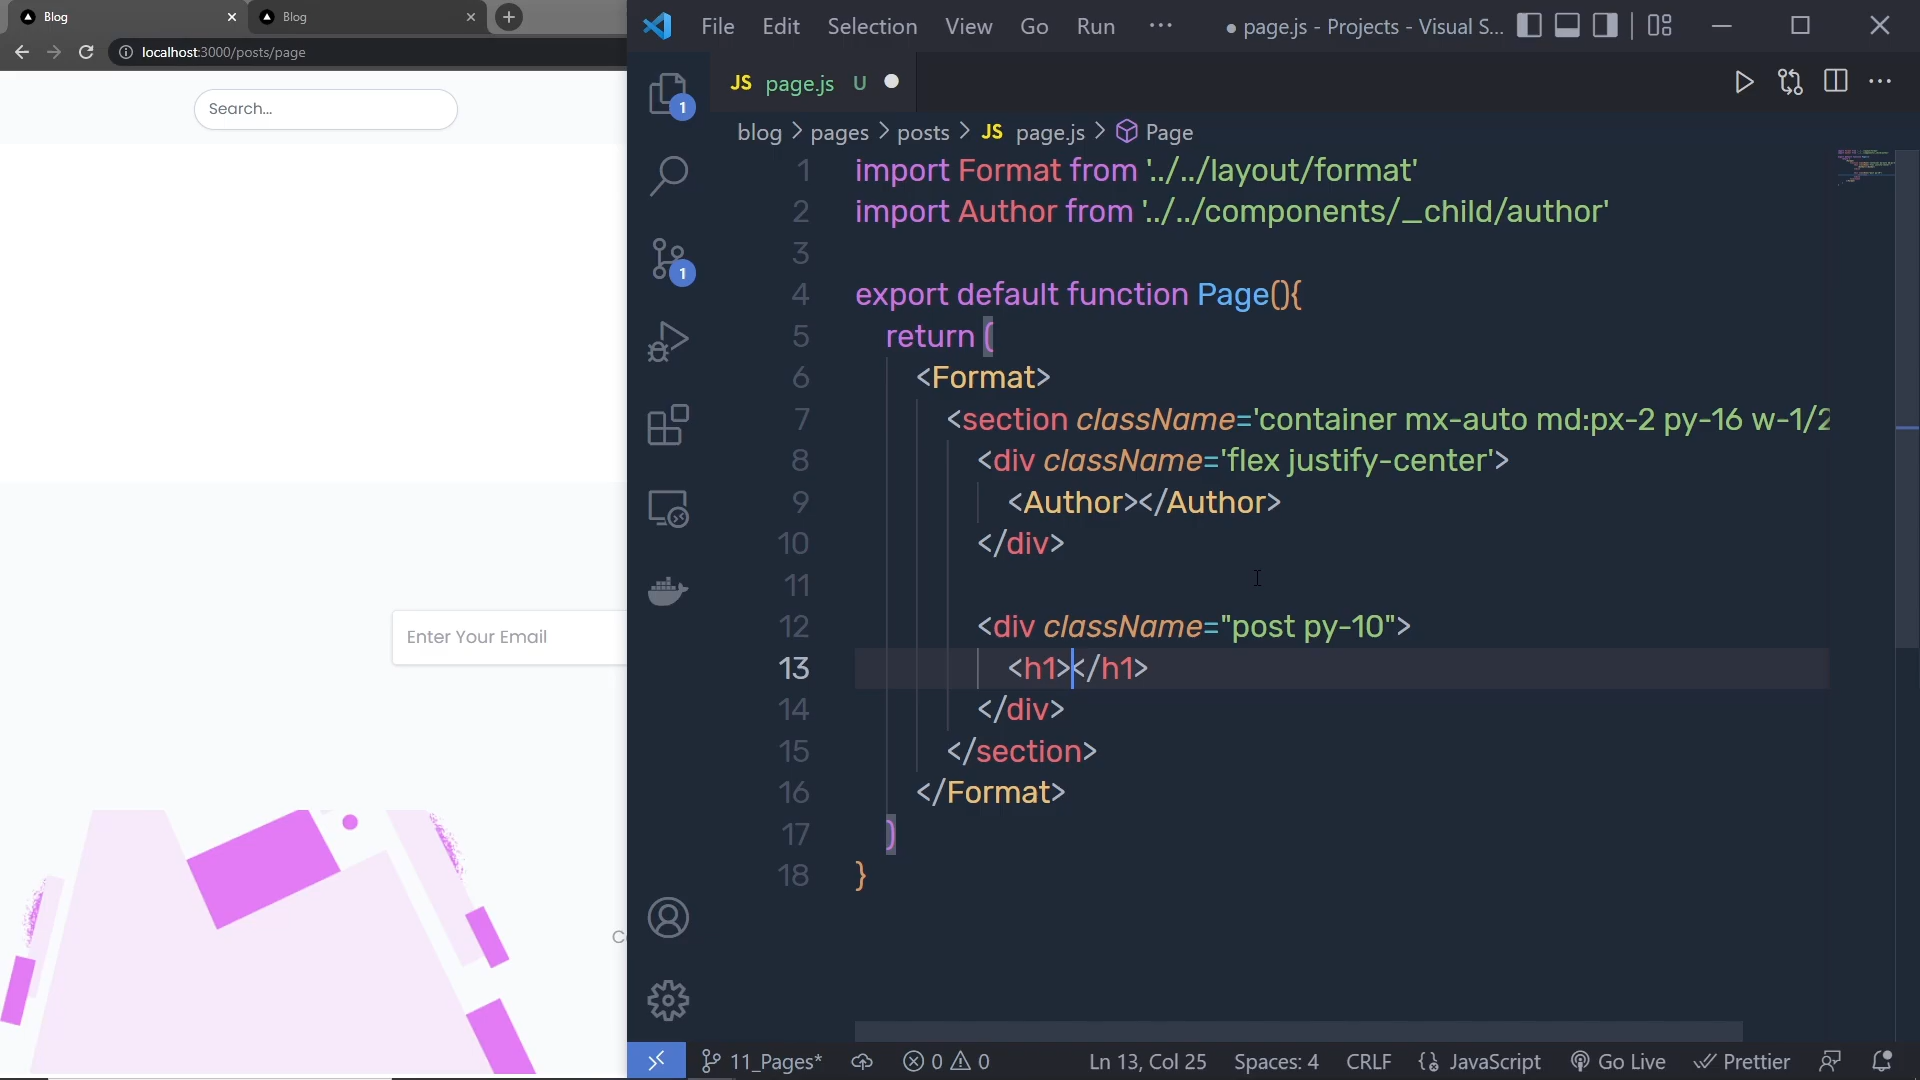 Blog
Blog
localhost:3000/posts/page
Search...
Enter Your Email
File Edit Selection View Go Run ···
● page.js - Projects - Visual S...
1
1
JS page.js U
blog > pages > posts > JS page.js > Page
1 import Format from '../../layout/format'
2 import Author from '../../components/_child/author'
3
4 export default function Page(){
5 return (
6 <Format>
7 <section className='container mx-auto md:px-2 py-16 w-1/2
8 <div className='flex justify-center'>
9 <Author></Author>
10 </div>
11
12 <div className="post py-10">
13 <h1></h1>
14 </div>
15 </section>
16 </Format>
17 )
18 }
11_Pages* 0 0 Ln 13, Col 25 Spaces: 4 CRLF JavaScript Go Live Prettier